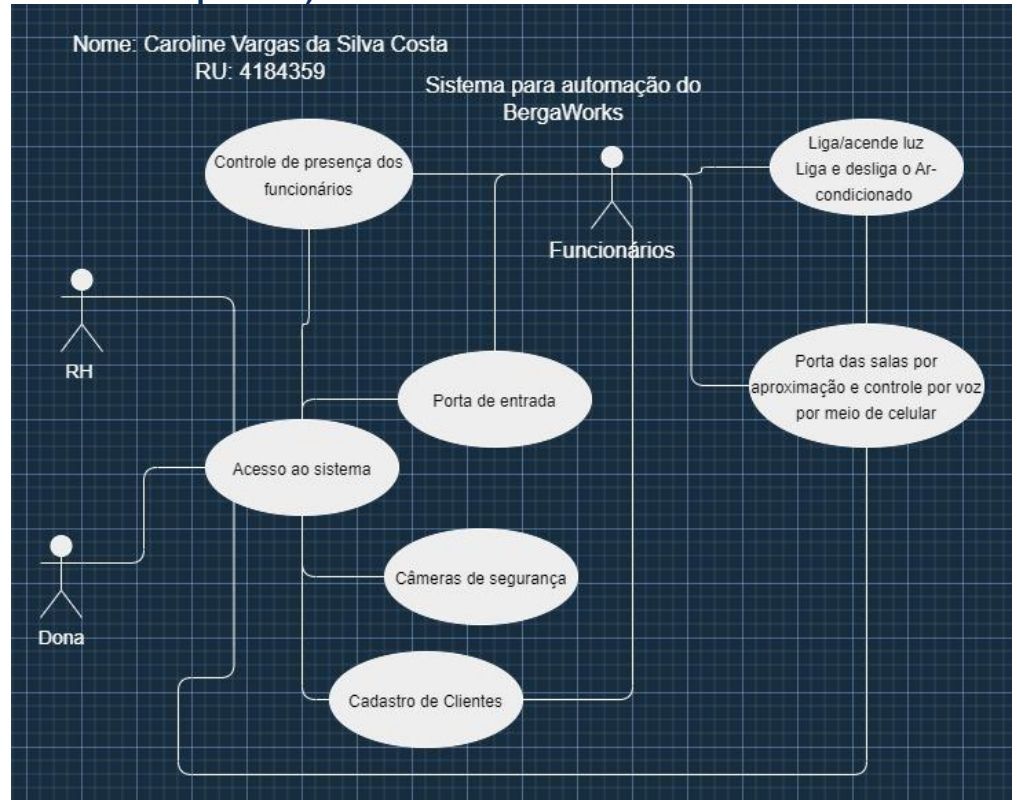 Nome: Caroline Vargas da Silva Costa
RU: 4184359
Sistema para automação do
BergaWorks
Controle de presença dos
funcionários
Funcionários
Liga/acende luz
Liga e desliga o Ar-
condicionado
RH
Porta de entrada
Porta das salas por
aproximação e controle por voz
por meio de celular
Acesso ao sistema
Dona
Câmeras de segurança
Cadastro de Clientes